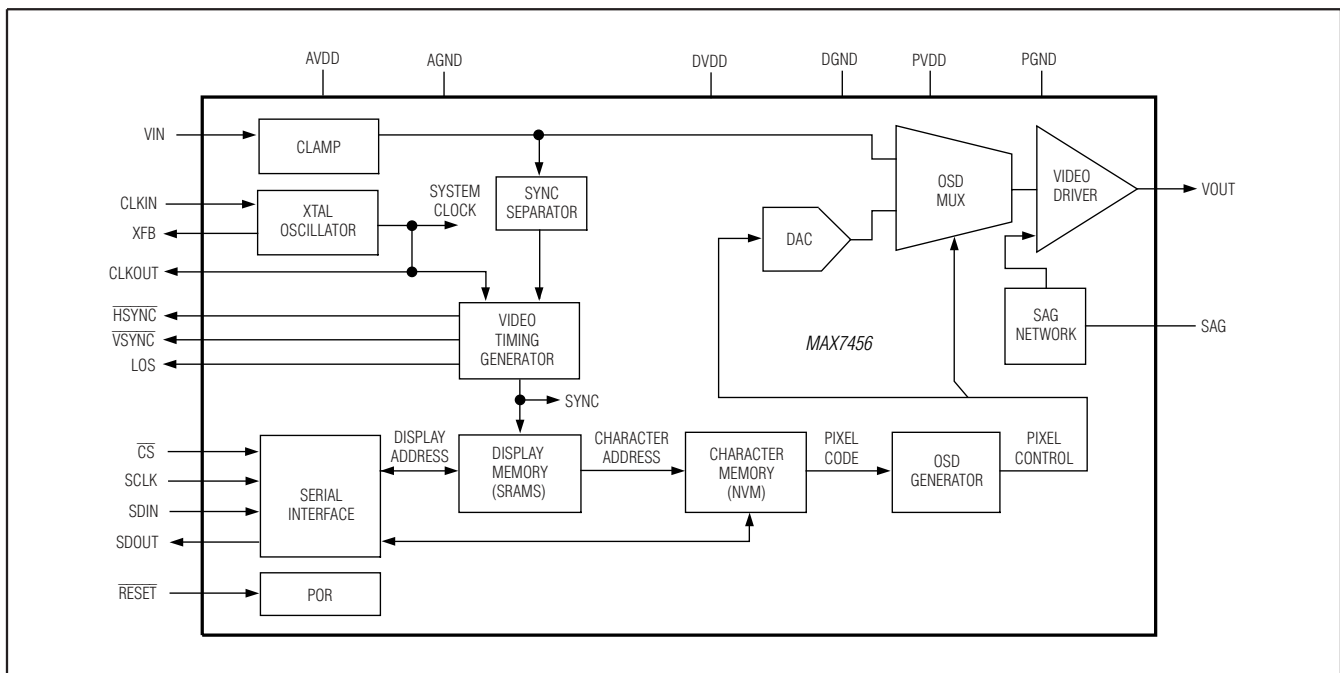 AVDD
AGND
DVDD
DGND
PVDD
PGND
VIN
CLAMP
CLKIN
XFB
XTAL
OSCILLATOR
SYSTEM
CLOCK
SYNC
SEPARATOR
DAC
OSD
MUX
VIDEO
DRIVER
VOUT
CLKOUT
HSYNC
VSYNC
LOS
VIDEO
TIMING
GENERATOR
MAX7456
SAG
NETWORK
SAG
SYNC
CS
SCLK
SDIN
SDOUT
SERIAL
INTERFACE
DISPLAY
ADDRESS
DISPLAY
MEMORY
(SRAMS)
CHARACTER
ADDRESS
CHARACTER
MEMORY
(NVM)
PIXEL
CODE
OSD
GENERATOR
PIXEL
CONTROL
RESET
POR